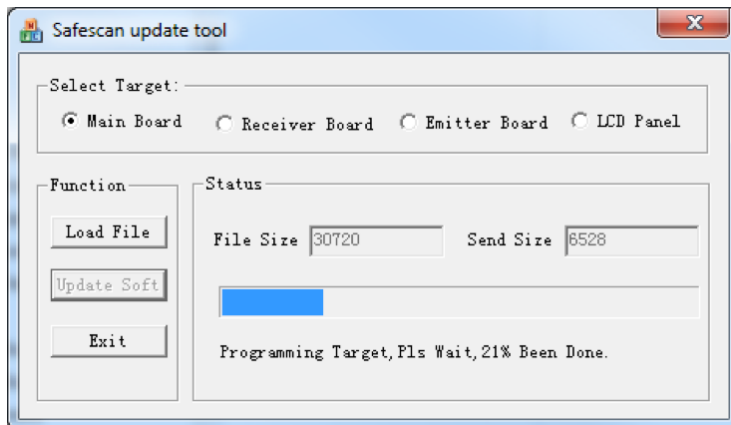 Safescan update tool
Select Target:
Main Board Receiver Board Emitter Board LCD Panel
Function
Status
Load File
File Size 30720 Send Size 6528
Update Soft
Exit
Programming Target,Pls Wait,21% Been Done.